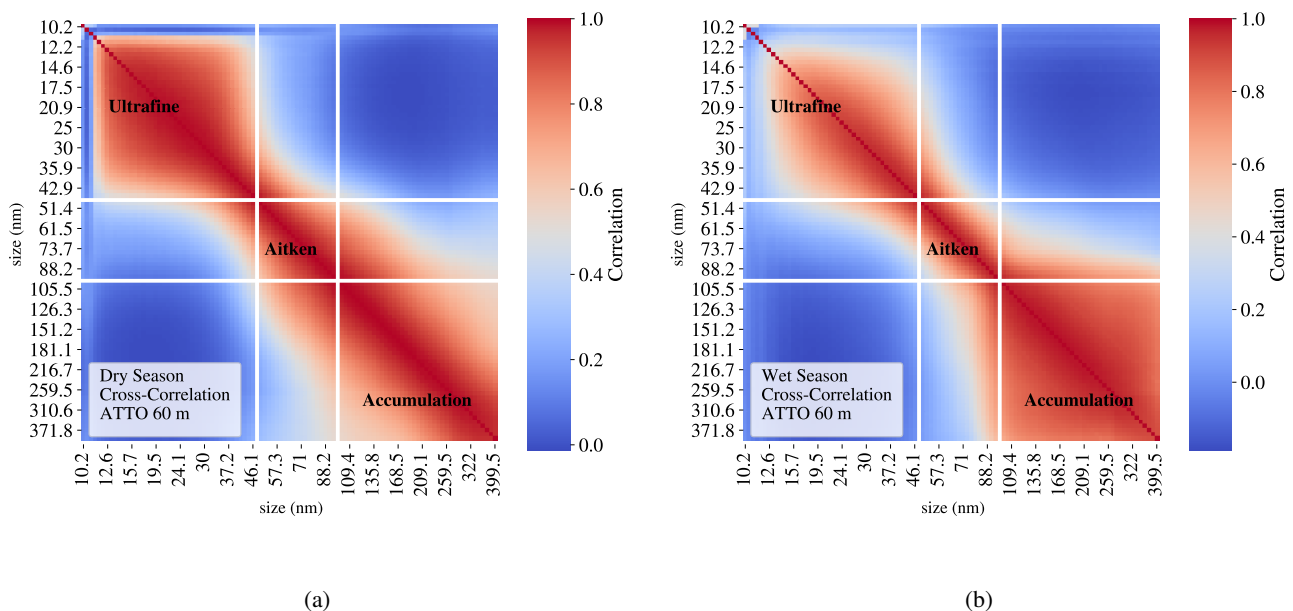 10.2
12.2
14.6
17.5
20.9
25
30
35.9
42.9
51.4
61.5
73.7
88.2
105.5
126.3
151.2
181.1
216.7
259.5
310.6
371.8
size (nm)
Ultrafine
Aitken
Accumulation
Dry Season
Cross-Correlation
ATTO 60 m
10.2 12.6 15.7 19.5 24.1 30 37.2 46.1 57.3 71 88.2 109.4 135.8 168.5 209.1 259.5 322 399.5
size (nm)
1.0
0.8
0.6
0.4
0.2
0.0
Correlation
(a)
10.2
12.2
14.6
17.5
20.9
25
30
35.9
42.9
51.4
61.5
73.7
88.2
105.5
126.3
151.2
181.1
216.7
259.5
310.6
371.8
size (nm)
Ultrafine
Aitken
Accumulation
Wet Season
Cross-Correlation
ATTO 60 m
10.2 12.6 15.7 19.5 24.1 30 37.2 46.1 57.3 71 88.2 109.4 135.8 168.5 209.1 259.5 322 399.5
size (nm)
1.0
0.8
0.6
0.4
0.2
0.0
Correlation
(b)